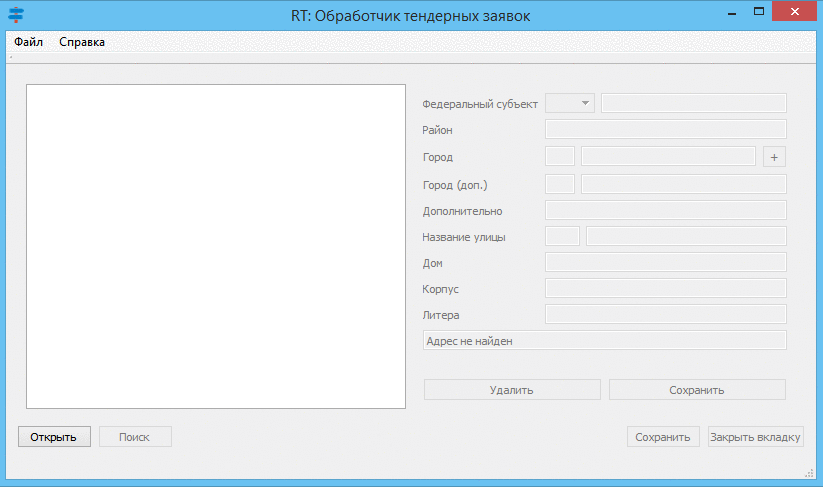 RT: Обработчик тендерных заявок
Файл Справка
Федеральный субъект
Район
Город +
Город (доп.)
Дополнительно
Название улицы
Дом
Корпус
Литера
Адрес не найден
Удалить Сохранить
Открыть Поиск Сохранить Закрыть вкладку